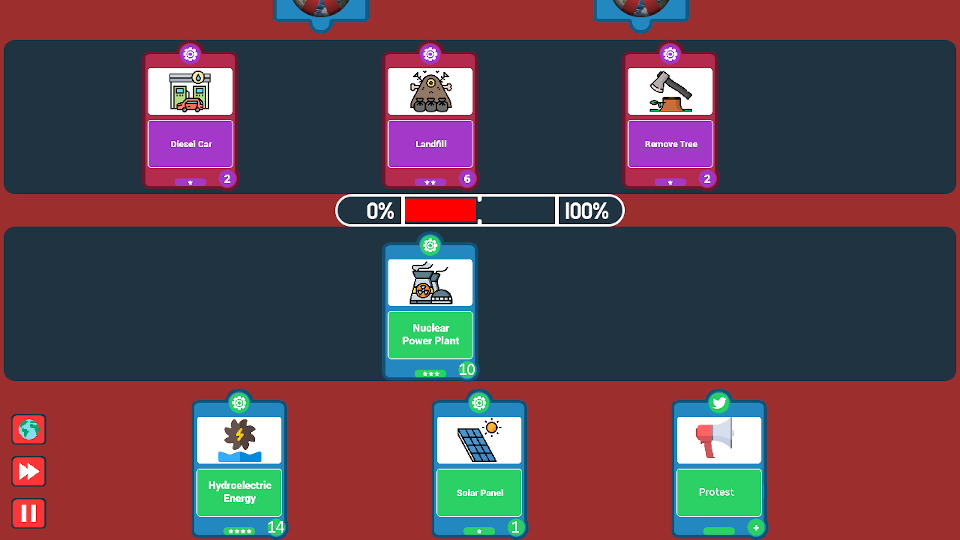 Diesel Car
2
Landfill
6
Remove Tree
2
0%
100%
Nuclear
Power Plant
10
Hydroelectric
Energy
14
Solar Panel
1
Protest
+